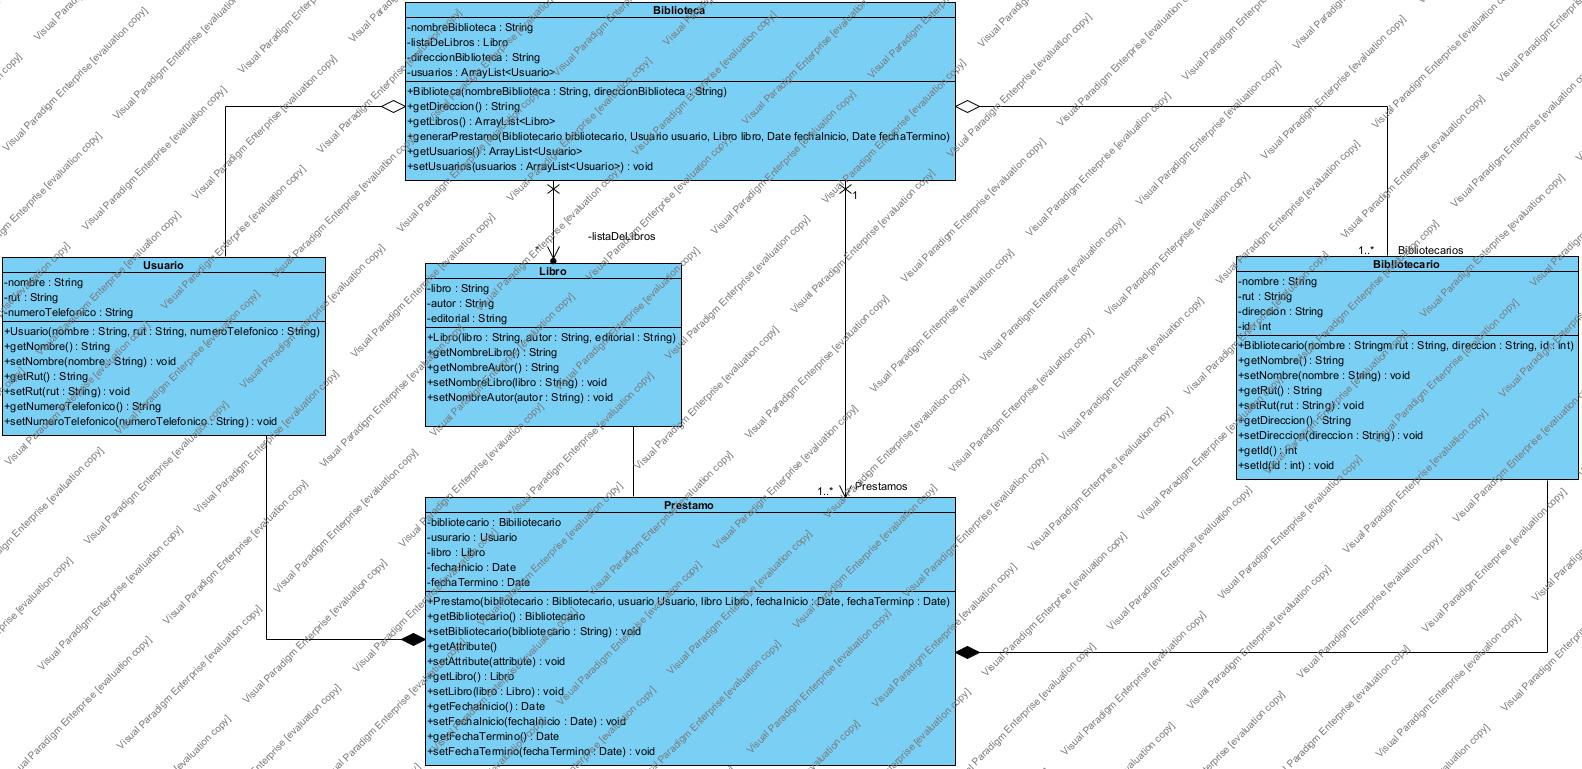 Biblioteca
-nombreBiblioteca : String
-listaDeLibros : Libro
-direccionBiblioteca : String
-usuarios : ArrayList<Usuario>
+Biblioteca(nombreBiblioteca : String, direccionBiblioteca : String)
+getDireccion() : String
+getLibros() : ArrayList<Libro>
+generarPrestamo(Bibliotecario bibliotecario, Usuario usuario, Libro libro, Date fechaInicio, Date fechaTermino)
+getUsuarios() : ArrayList<Usuario>
+setUsuarios(usuarios : ArrayList<Usuario>) : void
1
-listaDeLibros
*
1..*
Bibliotecarios
Usuario
-nombre : String
-rut : String
-numeroTelefonico : String
+Usuario(nombre : String, rut : String, numeroTelefonico : String)
+getNombre() : String
+setNombre(nombre : String) : void
+getRut() : String
+setRut(rut : String) : void
+getNumeroTelefonico() : String
+setNumeroTelefonico(numeroTelefonico : String) : void
Libro
-libro : String
-autor : String
-editorial : String
+Libro(libro : String, autor : String, editorial : String)
+getNombreLibro() : String
+getNombreAutor() : String
+setNombreLibro(libro : String) : void
+setNombreAutor(autor : String) : void
Bibliotecario
-nombre : String
-rut : String
-direccion : String
-id : int
+Bibliotecario(nombre : Stringm rut : String, direccion : String, id : int)
+getNombre() : String
+setNombre(nombre : String) : void
+getRut() : String
+setRut(rut : String) : void
+getDireccion() : String
+setDireccion(direccion : String) : void
+getId() : int
+setId(id : int) : void
1..*
Prestamos
Prestamo
-bibliotecario : Bibiliotecario
-usurario : Usuario
-libro : Libro
-fechaInicio : Date
-fechaTermino : Date
+Prestamo(bibliotecario : Bibliotecario, usuario Usuario, libro Libro, fechaInicio : Date, fechaTerminp : Date)
+getBibliotecario() : Bibliotecario
+setBibliotecario(bibliotecario : String) : void
+getAttribute()
+setAttribute(attribute) : void
+getLibro() : Libro
+setLibro(libro : Libro) : void
+getFechaInicio() : Date
+setFechaInicio(fechaInicio : Date) : void
+getFechaTermino() : Date
+setFechaTermino(fechaTermino : Date) : void
Visual Paradigm Enterprise [evaluation copy]